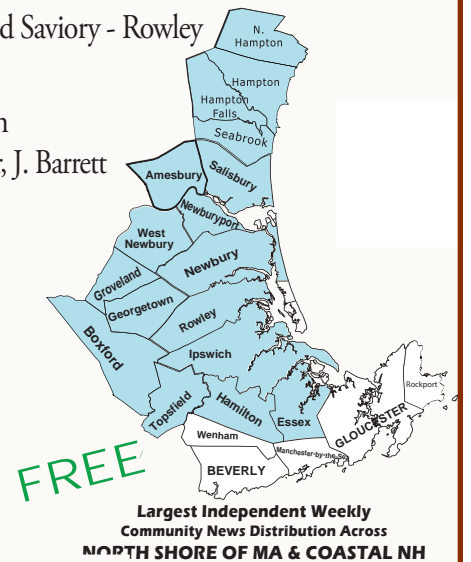 d Saviory - Rowley
n
, J. Barrett
N.
Hampton
Hampton
Hampton
Falls
Seabrook
Amesbury
Salisbury
Newburyport
West
Newbury
Newbury
Groveland
Georgetown
Rowley
Boxford
Ipswich
Rockport
Topsfield
Hamilton
Essex
GLOUCESTER
Wenham
Manchester-by-the-Sea
BEVERLY
FREE
Largest Independent Weekly
Community News Distribution Across
NORTH SHORE OF MA & COASTAL NH